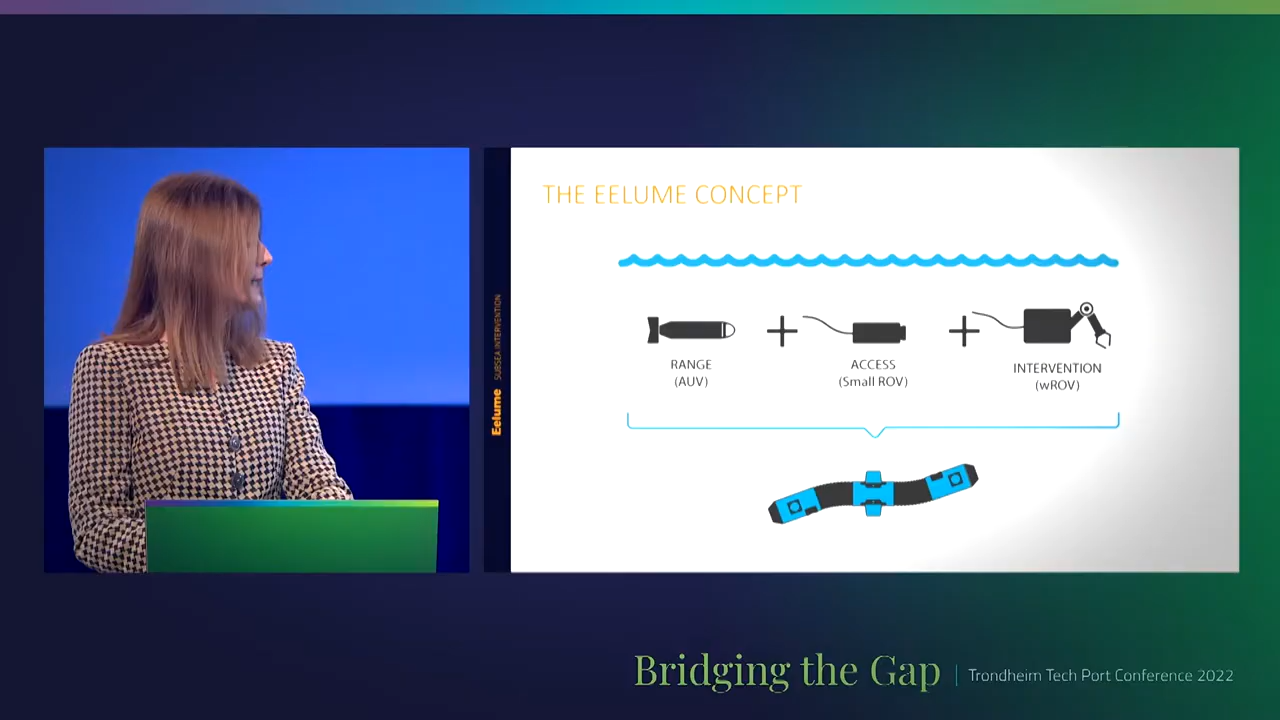 THE EELUME CONCEPT
RANGE
(AUV)
ACCESS
(Small ROV)
INTERVENTION
(wROV)
Eelume SUBSEA INTERVENTION
Bridging the Gap | Trondheim Tech Port Conference 2022